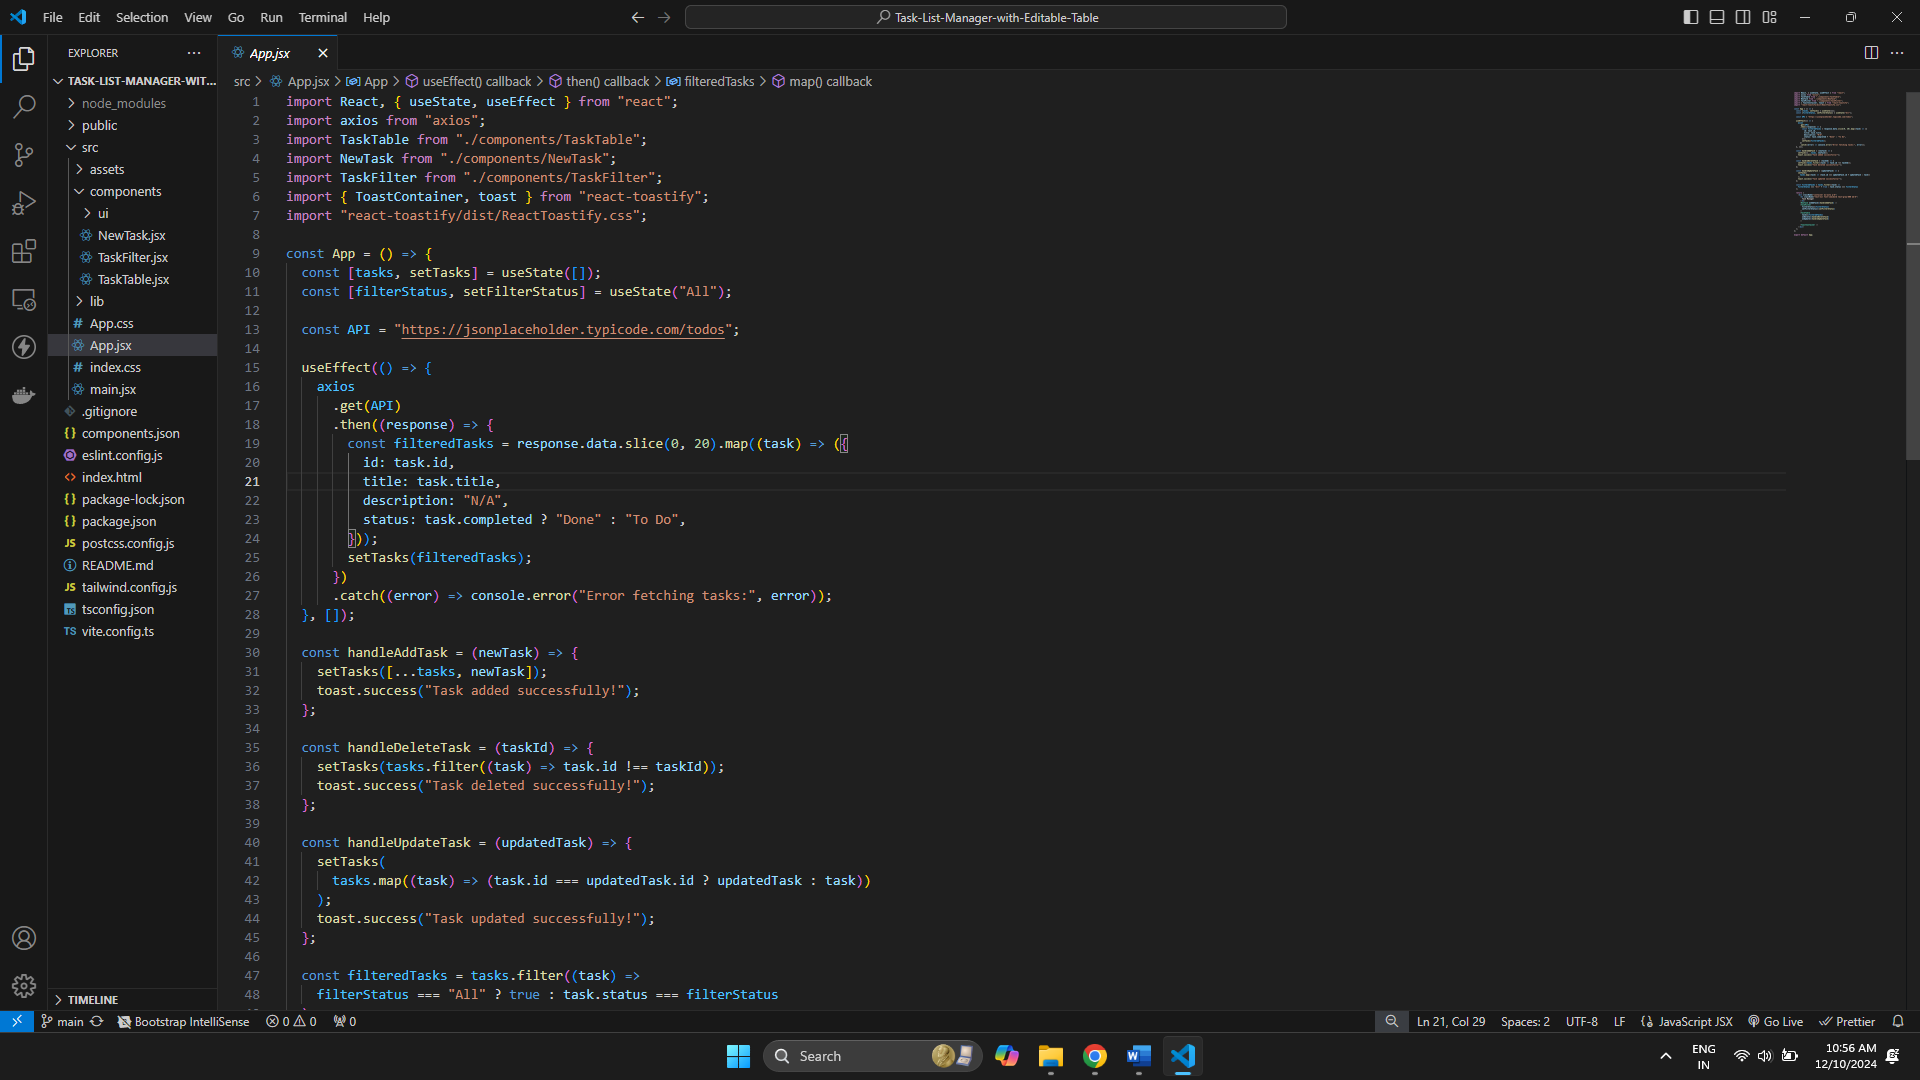 File Edit Selection View Go Run Terminal Help
Task-List-Manager-with-Editable-Table
EXPLORER
TASK-LIST-MANAGER-WIT...
node_modules
public
src
assets
components
ui
NewTask.jsx
TaskFilter.jsx
TaskTable.jsx
lib
# App.css
App.jsx
# index.css
main.jsx
.gitignore
{} components.json
eslint.config.js
<> index.html
{} package-lock.json
{} package.json
JS postcss.config.js
README.md
JS tailwind.config.js
TS tsconfig.json
TS vite.config.ts
TIMELINE
App.jsx
src > App.jsx > App > useEffect() callback > then() callback > filteredTasks > map() callback
1 import React, { useState, useEffect } from "react";
2 import axios from "axios";
3 import TaskTable from "./components/TaskTable";
4 import NewTask from "./components/NewTask";
5 import TaskFilter from "./components/TaskFilter";
6 import { ToastContainer, toast } from "react-toastify";
7 import "react-toastify/dist/ReactToastify.css";
8
9 const App = () => {
10 const [tasks, setTasks] = useState([]);
11 const [filterStatus, setFilterStatus] = useState("All");
12
13 const API = "https://jsonplaceholder.typicode.com/todos";
14
15 useEffect(() => {
16 axios
17 .get(API)
18 .then((response) => {
19 const filteredTasks = response.data.slice(0, 20).map((task) => ({
20 id: task.id,
21 title: task.title,
22 description: "N/A",
23 status: task.completed ? "Done" : "To Do",
24 }));
25 setTasks(filteredTasks);
26 })
27 .catch((error) => console.error("Error fetching tasks:", error));
28 }, []);
29
30 const handleAddTask = (newTask) => {
31 setTasks([...tasks, newTask]);
32 toast.success("Task added successfully!");
33 };
34
35 const handleDeleteTask = (taskId) => {
36 setTasks(tasks.filter((task) => task.id !== taskId));
37 toast.success("Task deleted successfully!");
38 };
39
40 const handleUpdateTask = (updatedTask) => {
41 setTasks(
42 tasks.map((task) => (task.id === updatedTask.id ? updatedTask : task))
43 );
44 toast.success("Task updated successfully!");
45 };
46
47 const filteredTasks = tasks.filter((task) =>
48 filterStatus === "All" ? true : task.status === filterStatus
main Bootstrap IntelliSense 0 0 0 Ln 21, Col 29 Spaces: 2 UTF-8 LF {} JavaScript JSX Go Live Prettier
Search
ENG
IN
10:56 AM
12/10/2024